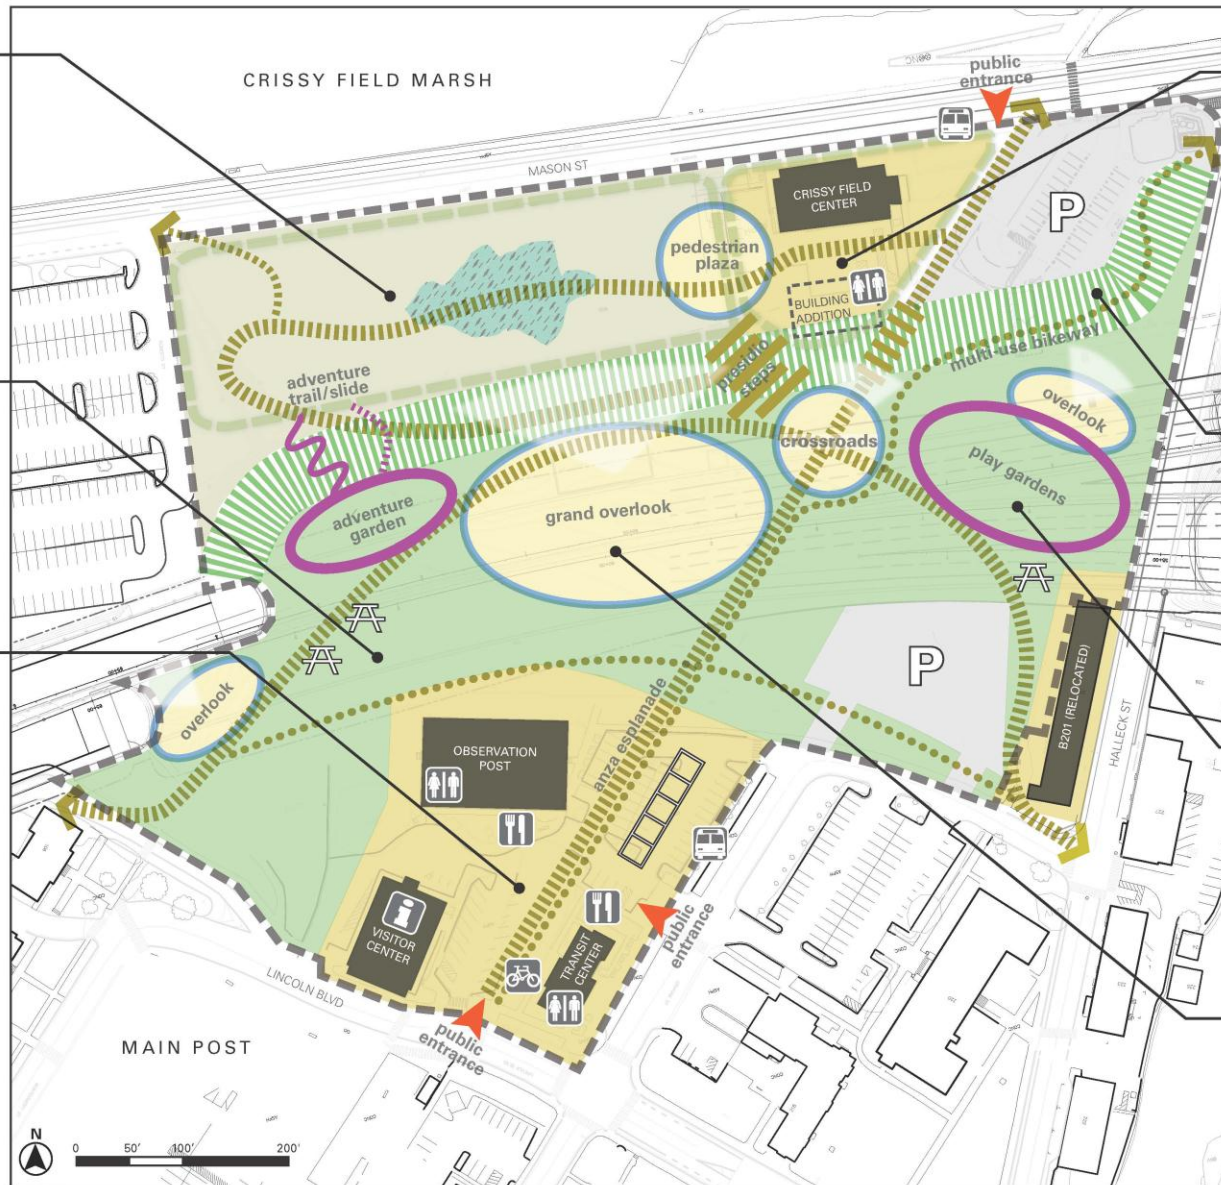 CRISSY FIELD MARSH
public
entrance
MASON ST
CRISSY FIELD
CENTER
P
pedestrian
plaza
BUILDING
ADDITION
presidio
steps
multi-use bikeway
adventure
trail/slide
overlook
crossroads
play gardens
grand overlook
adventure
garden
P
B201 (RELOCATED)
HALLECK ST
overlook
OBSERVATION
POST
anza esplanade
VISITOR
CENTER
TRANSIT
CENTER
public
entrance
LINCOLN BLVD
public
entrance
MAIN POST
N
0 50' 100' 200'